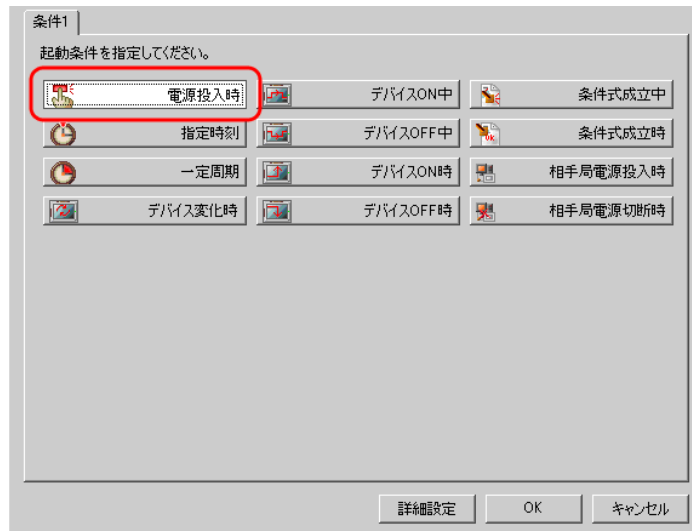 条件1
起動条件を指定してください。
電源投入時 デバイスON中 条件式成立中
指定時刻 デバイスOFF中 条件式成立時
一定周期 デバイスON時 相手局電源投入時
デバイス変化時 デバイスOFF時 相手局電源切断時
詳細設定 OK キャンセル